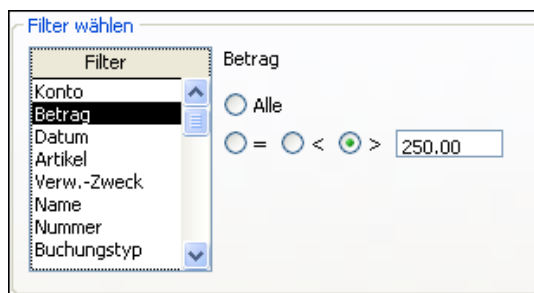 Filter wählen
Filter
Konto
Betrag
Datum
Artikel
Verw.-Zweck
Name
Nummer
Buchungstyp
Betrag
Alle
= < > 250.00